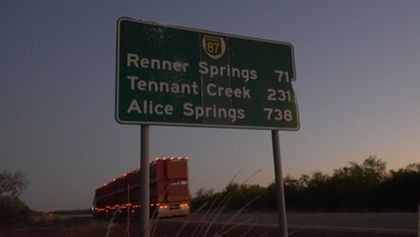 87
Renner Springs 71
Tennant Creek 231
Alice Springs 738